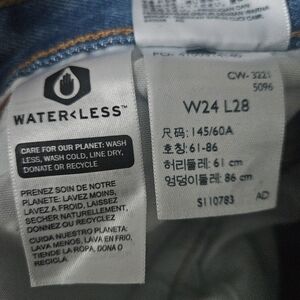 WATER<LESS™
CARE FOR OUR PLANET: WASH
LESS, WASH COLD, LINE DRY,
DONATE OR RECYCLE
PRENEZ SOIN DE NOTRE
PLANETE: LAVEZ MOINS,
LAVEZ A FROID, LAISSEZ
SECHER NATURELLEMENT,
DONNEZ OU RECYCLEZ
CUIDA NUESTRO PLANETA:
LAVA MENOS, LAVA EN FRIO,
TIENDE LA ROPA, DONA O
RECICLA
CW-3221
5096
W24 L28
尺码: 145/60A
호칭: 61-86
허리둘레: 61 cm
엉덩이둘레: 86 cm
S110783 AD